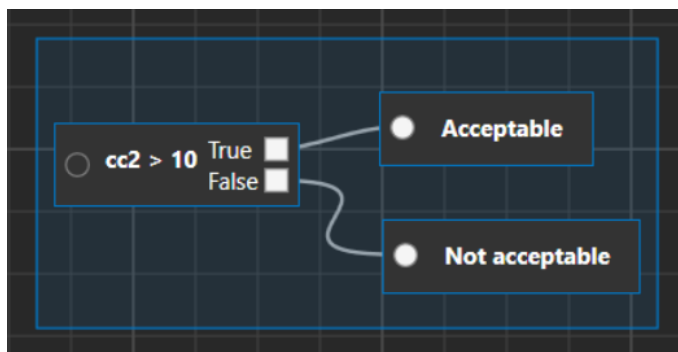 cc2 > 10
True
False
Acceptable
Not acceptable